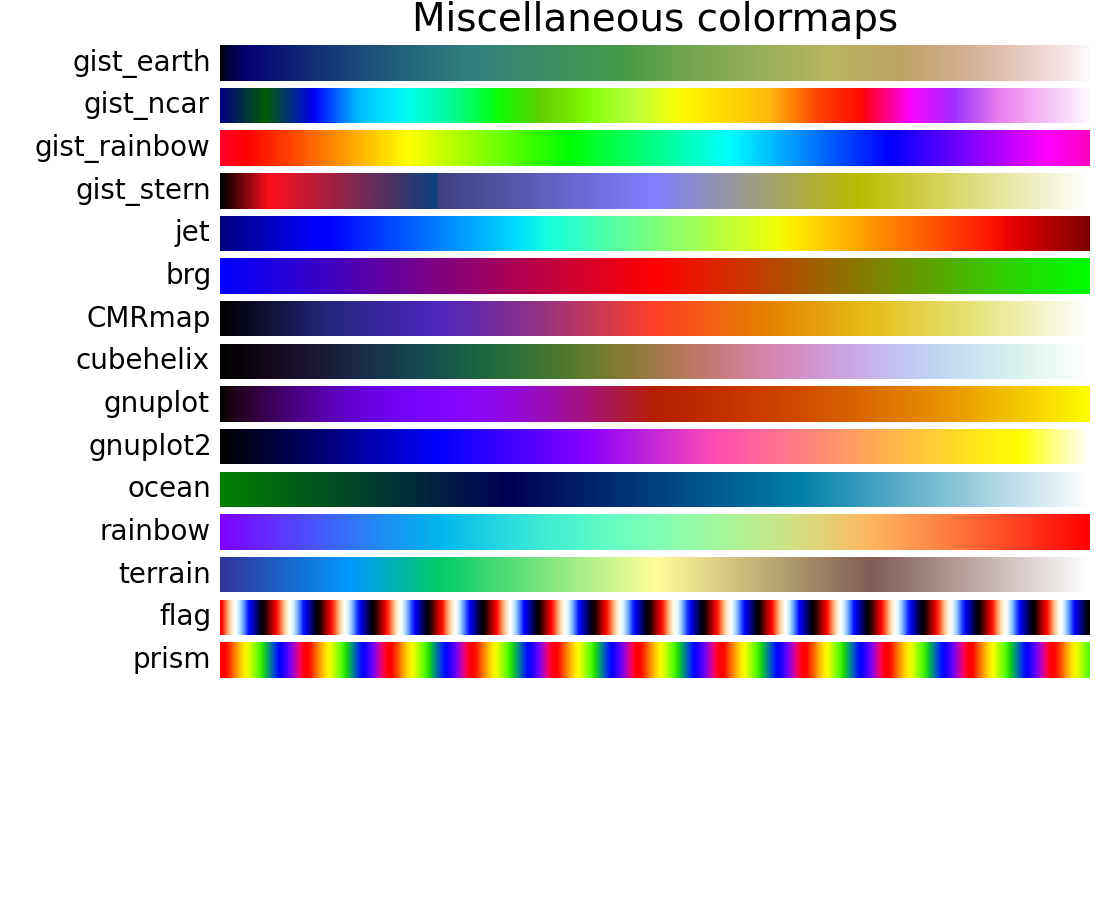 Miscellaneous colormaps
gist_earth
gist_ncar
gist_rainbow
gist_stern
jet
brg
CMRmap
cubehelix
gnuplot
gnuplot2
ocean
rainbow
terrain
flag
prism